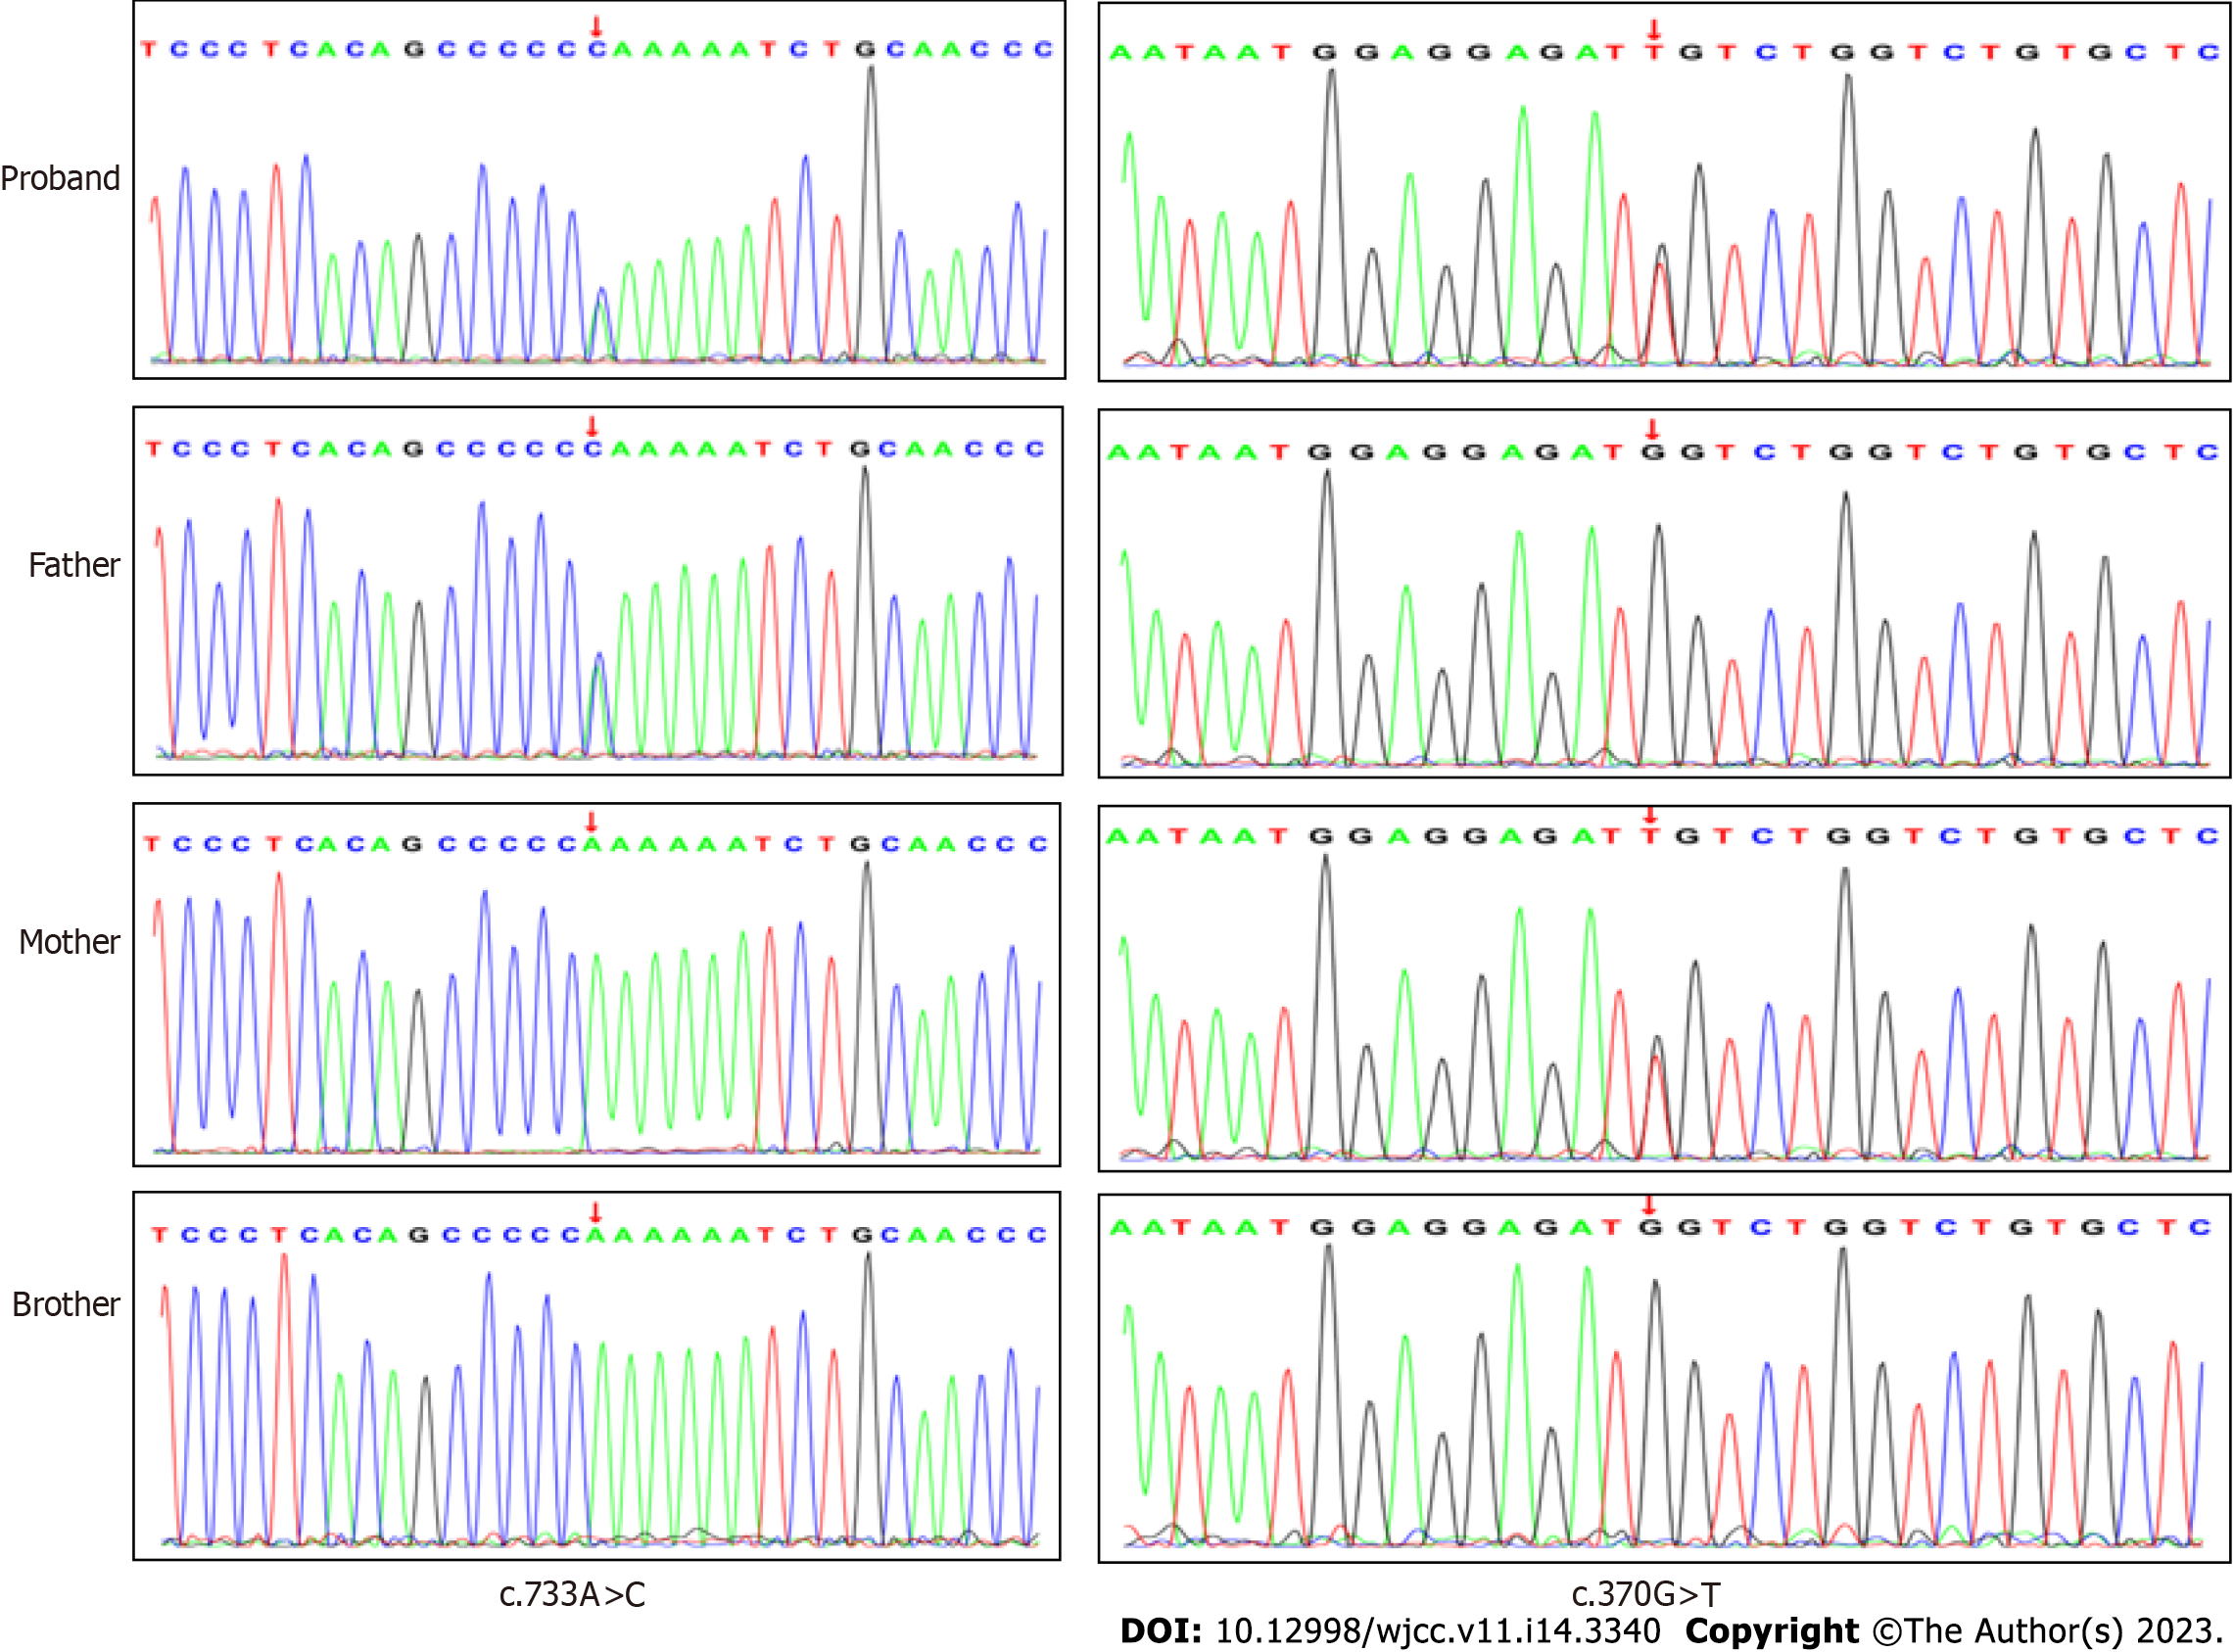 T C C C T C A C A G C C C C C C A A A A A T C T G C A A C C C
A A T A A T G G A G G A G A T T G T C T G G T C T G T G C T C
Proband
T C C C T C A C A G C C C C C C A A A A A T C T G C A A C C C
A A T A A T G G A G G A G A T G G T C T G G T C T G T G C T C
Father
T C C C T C A C A G C C C C C A A A A A A T C T G C A A C C C
A A T A A T G G A G G A G A T T G T C T G G T C T G T G C T C
Mother
T C C C T C A C A G C C C C C A A A A A A T C T G C A A C C C
A A T A A T G G A G G A G A T G G T C T G G T C T G T G C T C
Brother
c.733A>C
c.370G>T
DOI: 10.12998/wjcc.v11.i14.3340 Copyright ©The Author(s) 2023.